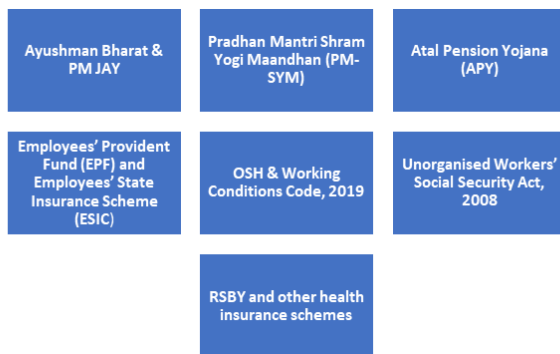 Ayushman Bharat &
PM JAY
Pradhan Mantri Shram
Yogi Maandhan (PM-
SYM)
Atal Pension Yojana
(APY)
Employees' Provident
Fund (EPF) and
Employees' State
Insurance Scheme
(ESIC)
OSH & Working
Conditions Code, 2019
Unorganised Workers'
Social Security Act,
2008
RSBY and other health
insurance schemes